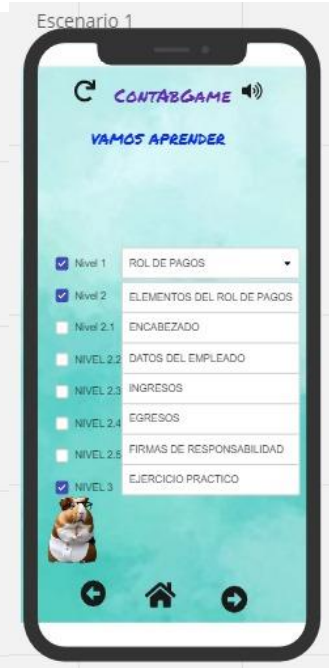 Escenario 1
CONTABGAME
VAMOS APRENDER
Nivel 1 ROL DE PAGOS
Nivel 2 ELEMENTOS DEL ROL DE PAGOS
Nivel 2.1 ENCABEZADO
NIVEL 2.2 DATOS DEL EMPLEADO
NIVEL 2.3 INGRESOS
NIVEL 2.4 EGRESOS
NIVEL 2.5 FIRMAS DE RESPONSABILIDAD
NIVEL 3 EJERCICIO PRACTICO